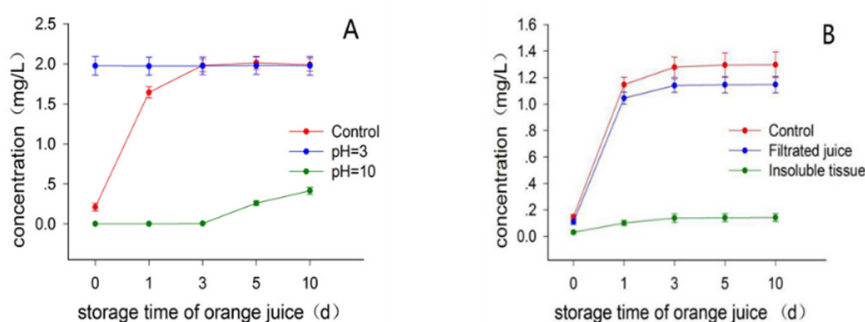 A
concentration（mg/L）
2.5
2.0
1.5
1.0
.5
0.0
Control
pH=3
pH=10
0 1 3 5 10
storage time of orange juice（d）
B
concentration（mg/L）
1.6
1.4
1.2
1.0
.8
.6
.4
.2
0.0
Control
Filtrated juice
Insoluble tissue
0 1 3 5 10
storage time of orange juice（d）